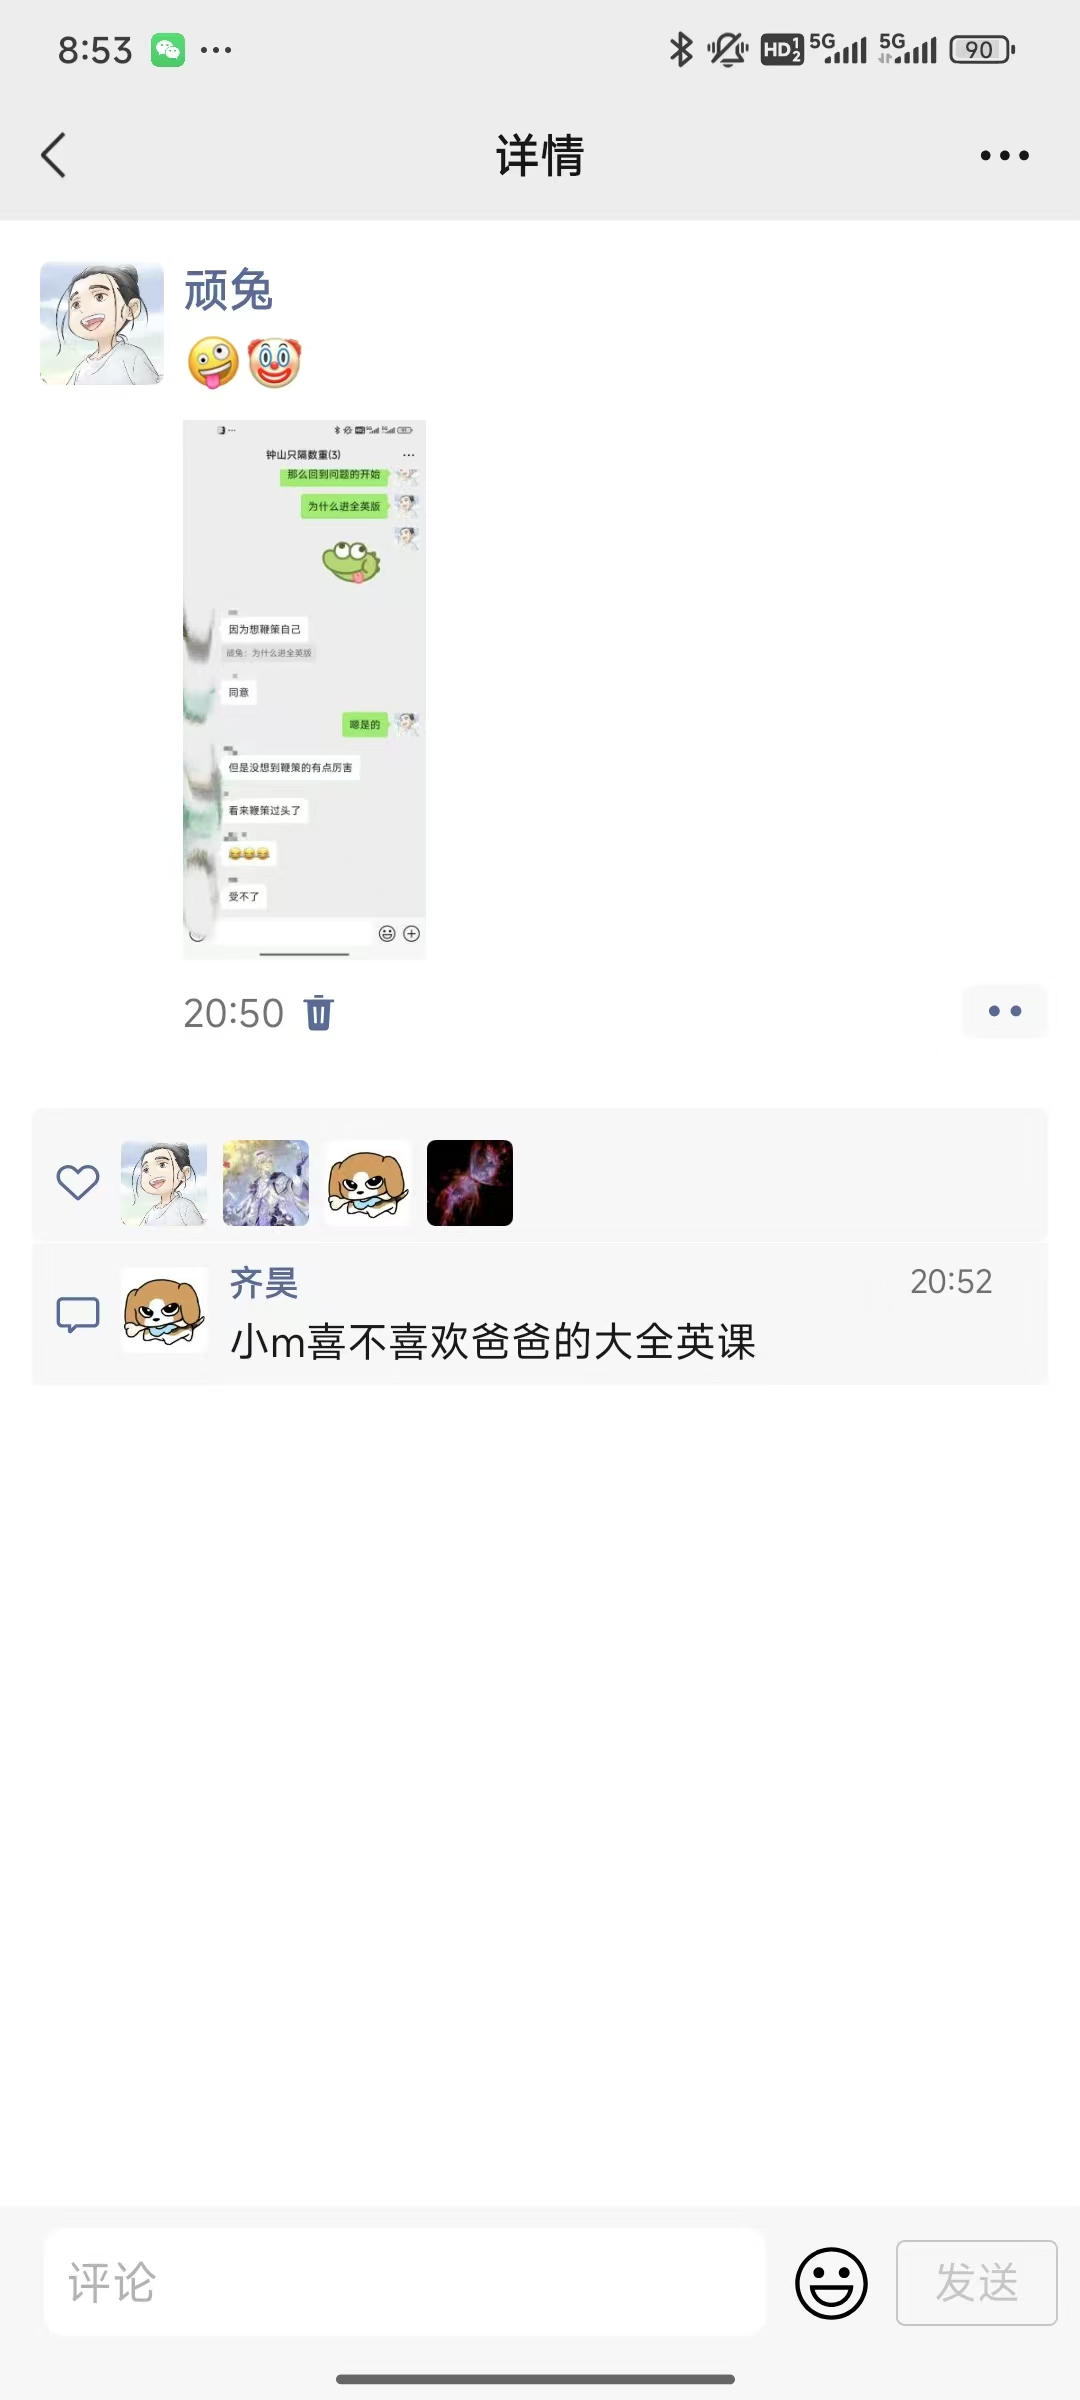 8:53
HD 1 2 5G 5G 90
详情
顽兔
钟山只隔数重(3)
那么回到问题的开始
为什么进全英版
因为想鞭策自己
顽兔：为什么进全英版
同意
嗯是的
但是没想到鞭策的有点厉害
看来鞭策过头了
受不了
20:50
齐昊
20:52
小m喜不喜欢爸爸的大全英课
评论
发送